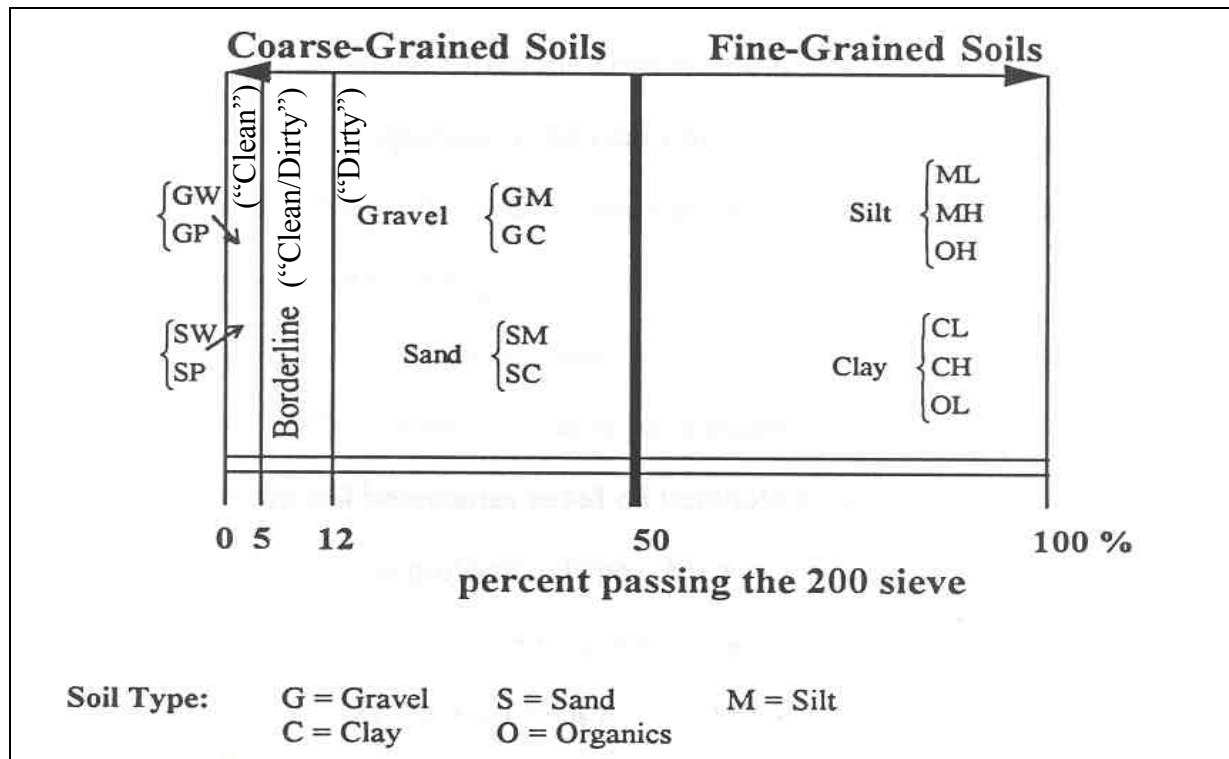 Coarse-Grained Soils Fine-Grained Soils
(“Clean”)
(“Clean/Dirty”)
(“Dirty”)
Borderline
GW
GP
SW
SP
Gravel
GM
GC
Sand
SM
SC
Silt
ML
MH
OH
Clay
CL
CH
OL
0 5 12 50 100 %
percent passing the 200 sieve
Soil Type: G = Gravel S = Sand M = Silt
C = Clay O = Organics